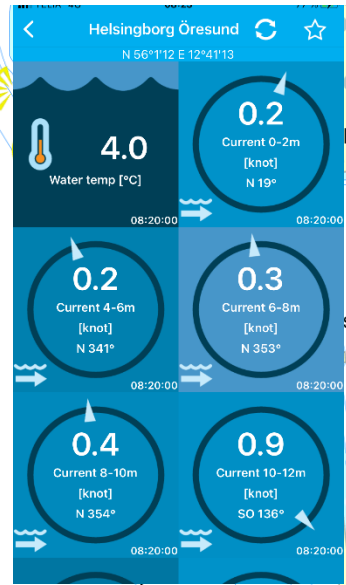 Helsingborg Öresund
N 56°1'12 E 12°41'13
4.0
Water temp [°C]
08:20:00
0.2
Current 0-2m
[knot]
N 19°
08:20:00
0.2
Current 4-6m
[knot]
N 341°
08:20:00
0.3
Current 6-8m
[knot]
N 353°
08:20:00
0.4
Current 8-10m
[knot]
N 354°
08:20:00
0.9
Current 10-12m
[knot]
SO 136°
08:20:00